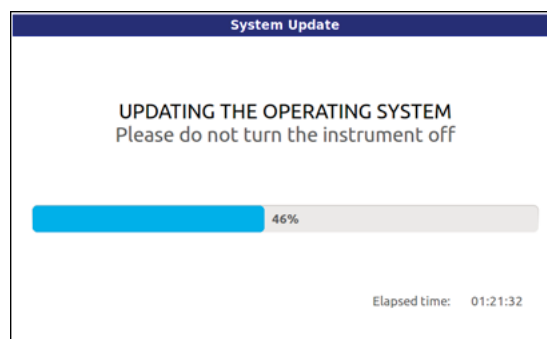 System Update
UPDATING THE OPERATING SYSTEM
Please do not turn the instrument off
46%
Elapsed time: 01:21:32